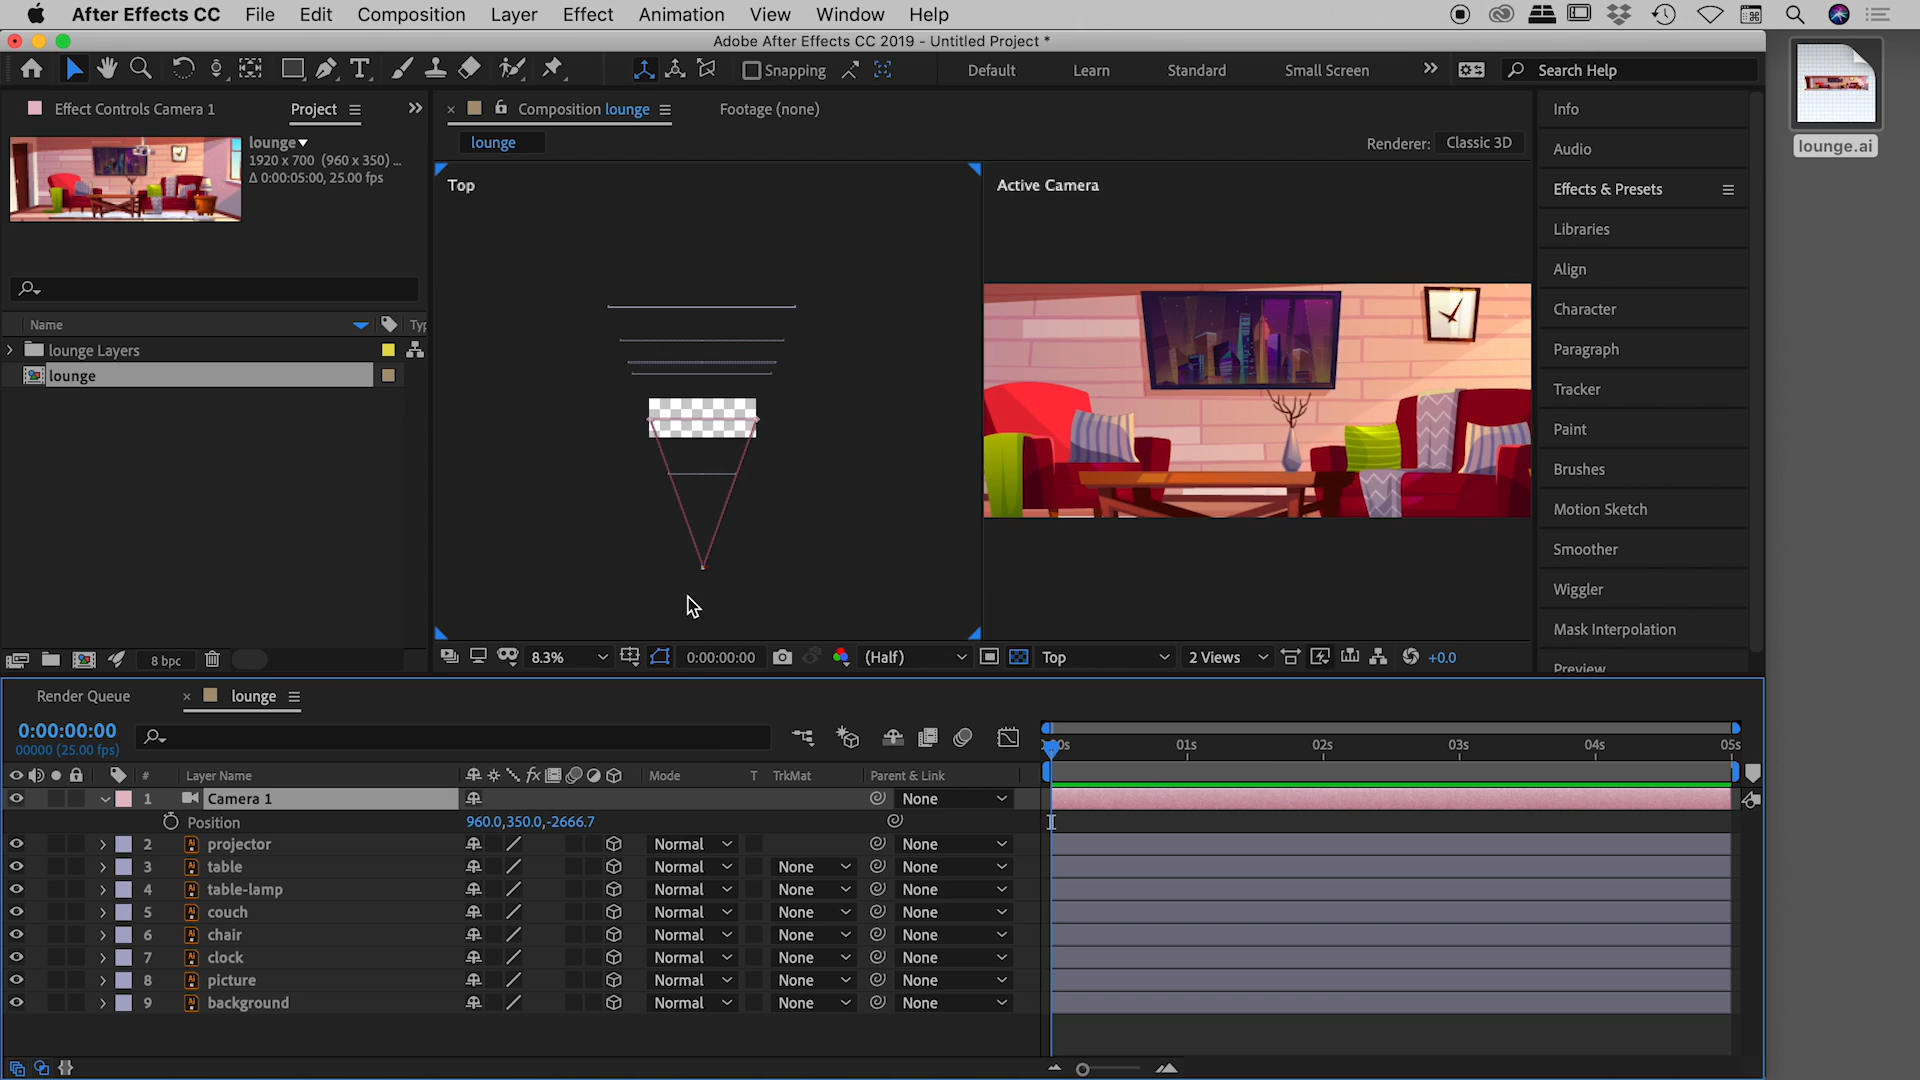 After Effects CC File Edit Composition Layer Effect Animation View Window Help
Adobe After Effects CC 2019 - Untitled Project *
Snapping
Default Learn Standard Small Screen
Search Help
Effect Controls Camera 1 Project
Composition lounge Footage (none)
lounge
1920 x 700 (960 x 350) ...
Δ 0:00:05:00, 25.00 fps
lounge
Renderer: Classic 3D
Top
Active Camera
Name Typ
lounge Layers
lounge
Info
Audio
Effects & Presets
Libraries
Align
Character
Paragraph
Tracker
Paint
Brushes
Motion Sketch
Smoother
Wiggler
Mask Interpolation
Preview
lounge.ai
8 bpc
8.3% 0:00:00:00 (Half) Top 2 Views +0.0
Render Queue lounge
0:00:00:00
00000 (25.00 fps)
# Layer Name fx Mode T TrkMat Parent & Link
:00s 01s 02s 03s 04s 05s
1 Camera 1 None
Position 960.0,350.0,-2666.7
2 projector Normal None
3 table Normal None None
4 table-lamp Normal None None
5 couch Normal None None
6 chair Normal None None
7 clock Normal None None
8 picture Normal None None
9 background Normal None None